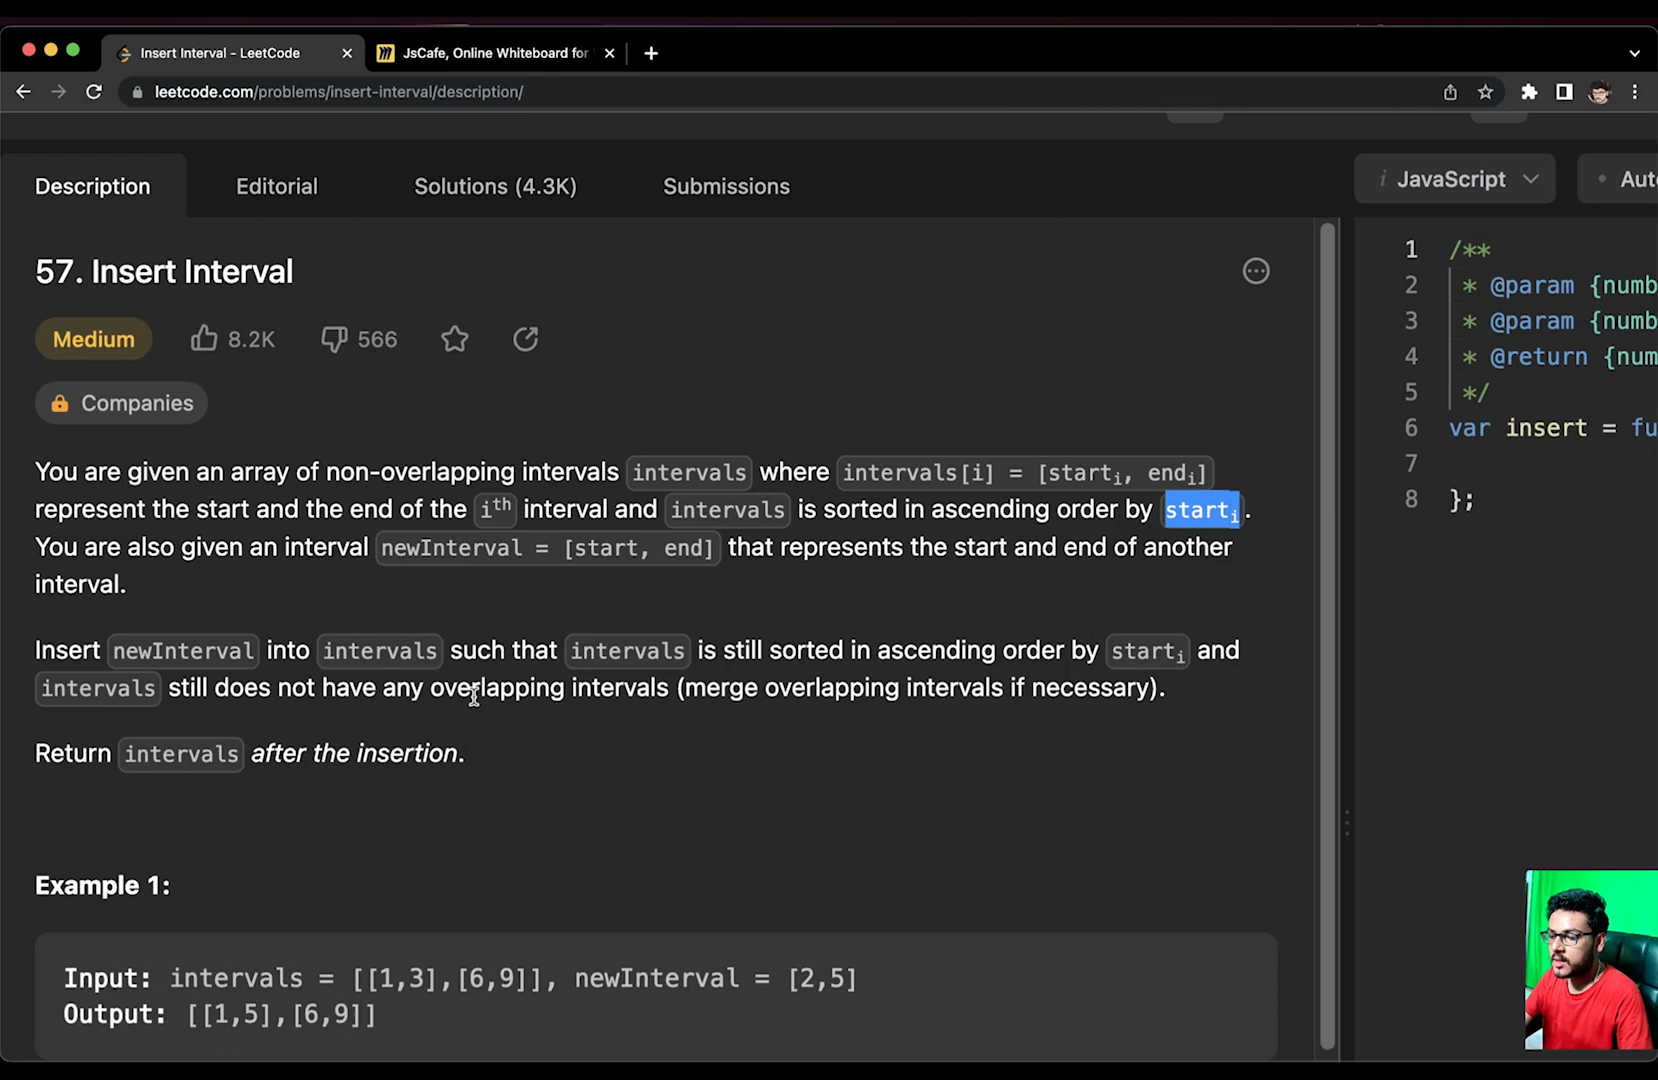 Insert Interval - LeetCode
JsCafe, Online Whiteboard for
leetcode.com/problems/insert-interval/description/
Description Editorial Solutions (4.3K) Submissions
i JavaScript
Aut
57. Insert Interval
Medium 8.2K 566
Companies
You are given an array of non-overlapping intervals intervals where intervals[i] = [starti, endi]
represent the start and the end of the ith interval and intervals is sorted in ascending order by starti.
You are also given an interval newInterval = [start, end] that represents the start and end of another
interval.
Insert newInterval into intervals such that intervals is still sorted in ascending order by starti and
intervals still does not have any overlapping intervals (merge overlapping intervals if necessary).
Return intervals after the insertion.
Example 1:
Input: intervals = [[1,3],[6,9]], newInterval = [2,5]
Output: [[1,5],[6,9]]
1 /**
2 * @param {numb
3 * @param {numb
4 * @return {num
5 */
6 var insert = fu
7
8 };